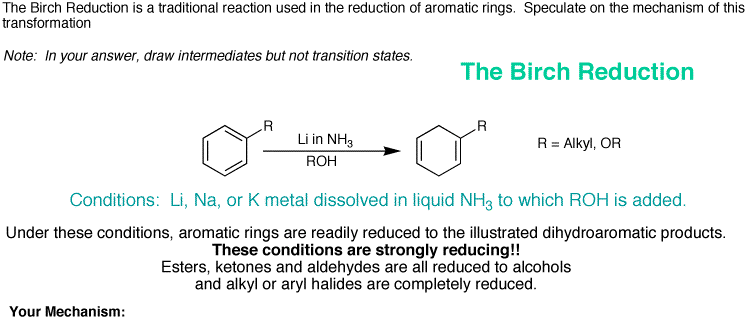 The Birch Reduction is a traditional reaction used in the reduction of aromatic rings. Speculate on the mechanism of this
transformation
Note: In your answer, draw intermediates but not transition states.
The Birch Reduction
R
Li in NH3
ROH
R
R = Alkyl, OR
Conditions: Li, Na, or K metal dissolved in liquid NH3 to which ROH is added.
Under these conditions, aromatic rings are readily reduced to the illustrated dihydroaromatic products.
These conditions are strongly reducing!!
Esters, ketones and aldehydes are all reduced to alcohols
and alkyl or aryl halides are completely reduced.
Your Mechanism: